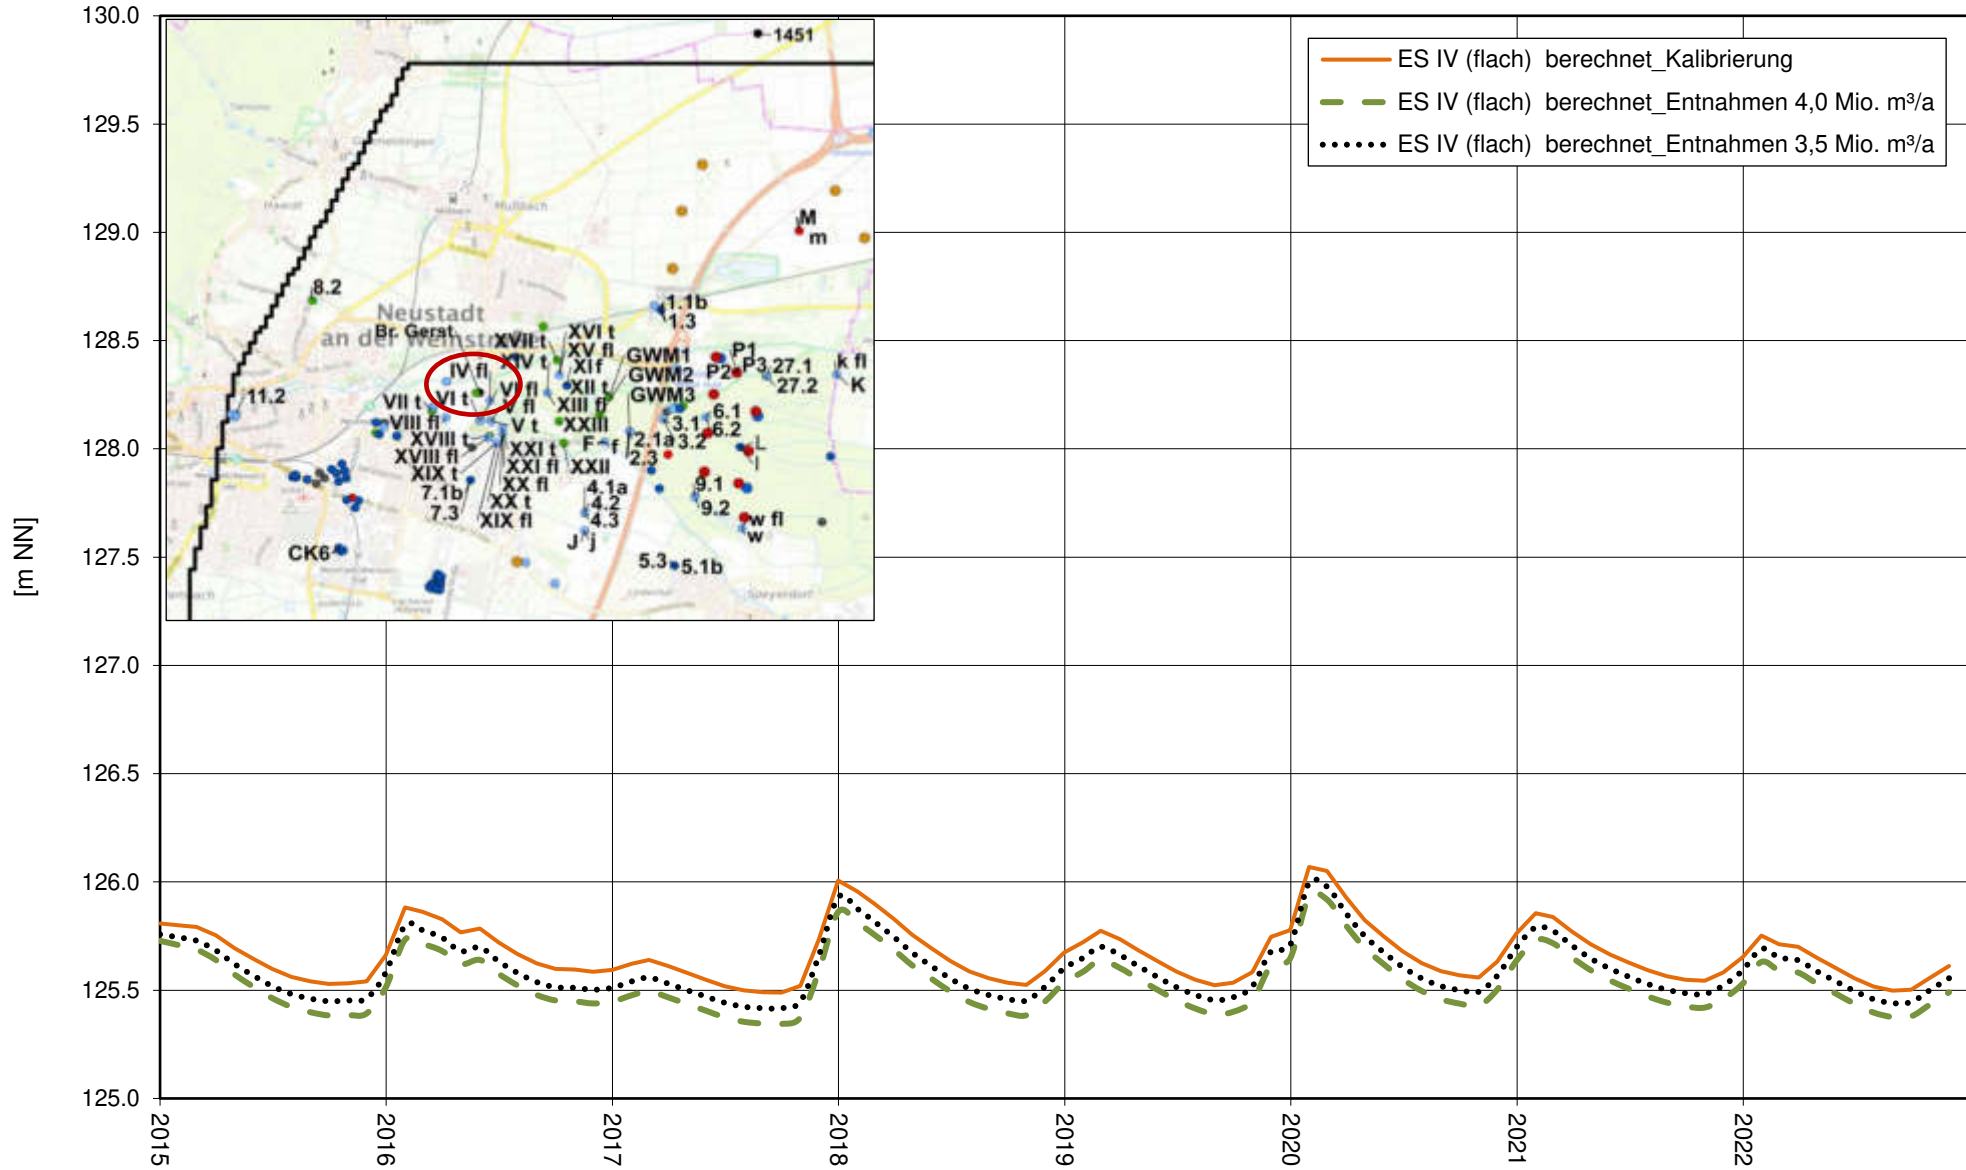 130.0
129.5
129.0
128.5
128.0
127.5
127.0
126.5
126.0
125.5
125.0
[m NN]
ES IV (flach) berechnet_Kalibrierung
ES IV (flach) berechnet_Entnahmen 4,0 Mio. m³/a
ES IV (flach) berechnet_Entnahmen 3,5 Mio. m³/a
1451
M
m
8.2
Neustadt
an der Weinstraße
Br. Gerst
1.1b
1.3
XVII t
XVI t
XV fl
XIV t
XI f
GWM1
GWM2
GWM3
P1
P2
P3
27.1
27.2
k fl
K
IV fl
XII t
11.2
VII t
VI t
VI fl
V fl
XIII fl
VIII fl
V t
XXIII
6.1
6.2
3.1
3.2
XVIII t
XVIII fl
XXI t
XXI fl
F
f
2.1a
2.3
L
l
XIX t
XX fl
XXII
7.1b
7.3
XX t
XIX fl
4.1a
4.2
4.3
J
j
9.1
9.2
w fl
w
CK6
5.3
5.1b
Speyerdorf
2015
2016
2017
2018
2019
2020
2021
2022